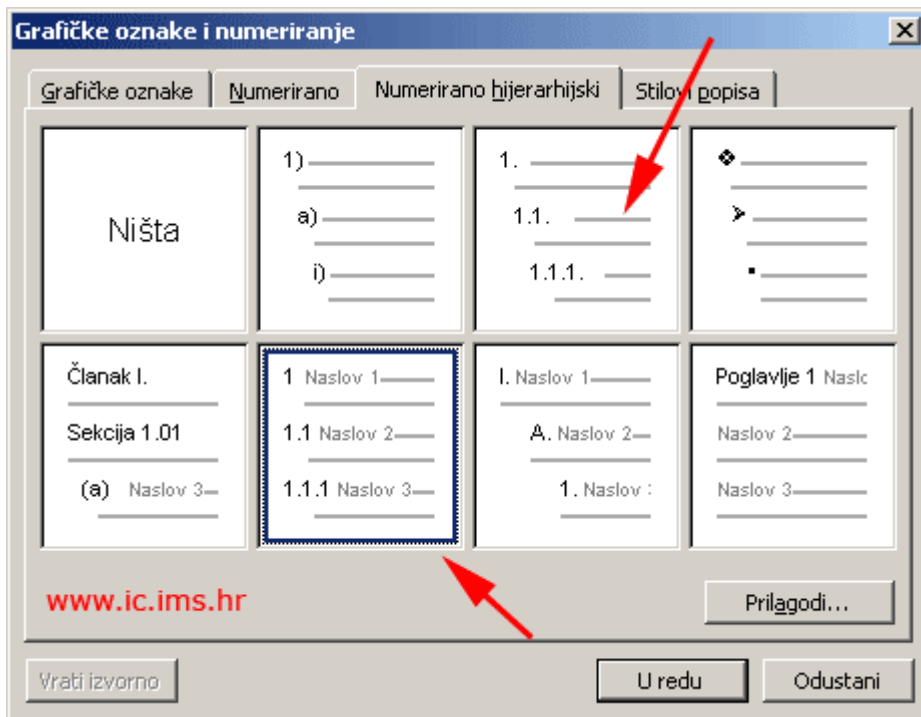 Grafičke oznake i numeriranje
Grafičke oznake
Numerirano
Numerirano hijerarhijski
Stilovi popisa
Ništa
1)
a)
i)
1.
1.1.
1.1.1.
Članak I.
Sekcija 1.01
(a) Naslov 3
1 Naslov 1
1.1 Naslov 2
1.1.1 Naslov 3
I. Naslov 1
A. Naslov 2
1. Naslov :
Poglavlje 1 Naslc
Naslov 2
Naslov 3
www.ic.ims.hr
Prilagodi...
Vrati izvorno
U redu
Odustani